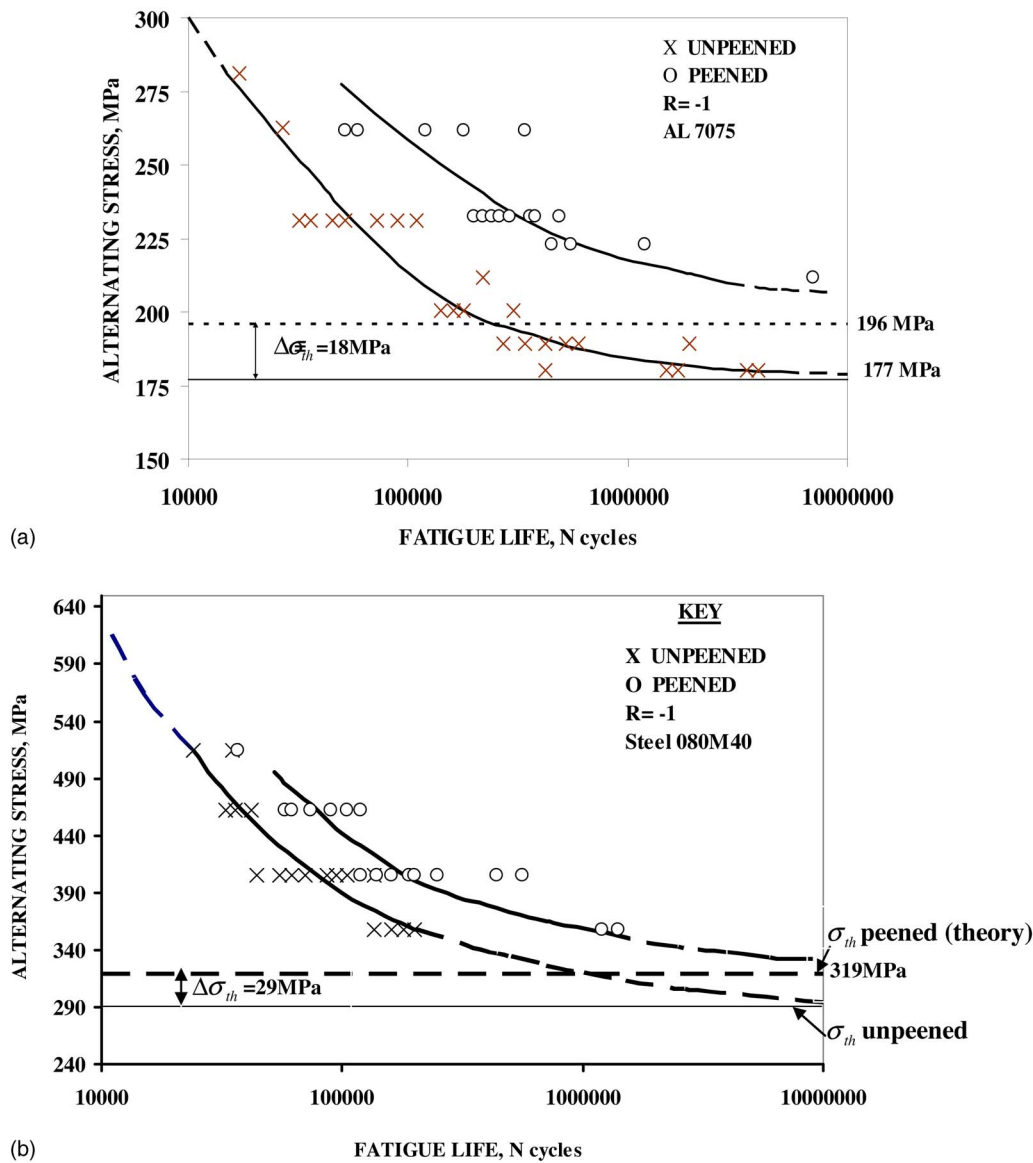 300
X UNPEENED
O PEENED
R= -1
AL 7075
275
250
225
200
175
150
ALTERNATING STRESS, MPa
196 MPa
177 MPa
=18MPa
10000
100000
1000000
10000000
(a)
FATIGUE LIFE, N cycles
640
590
540
490
440
390
340
290
240
ALTERNATING STRESS, MPa
KEY
X UNPEENED
O PEENED
R= -1
Steel 080M40
σth peened (theory)
319MPa
Δσth =29MPa
σth unpeened
10000
100000
1000000
10000000
(b)
FATIGUE LIFE, N cycles